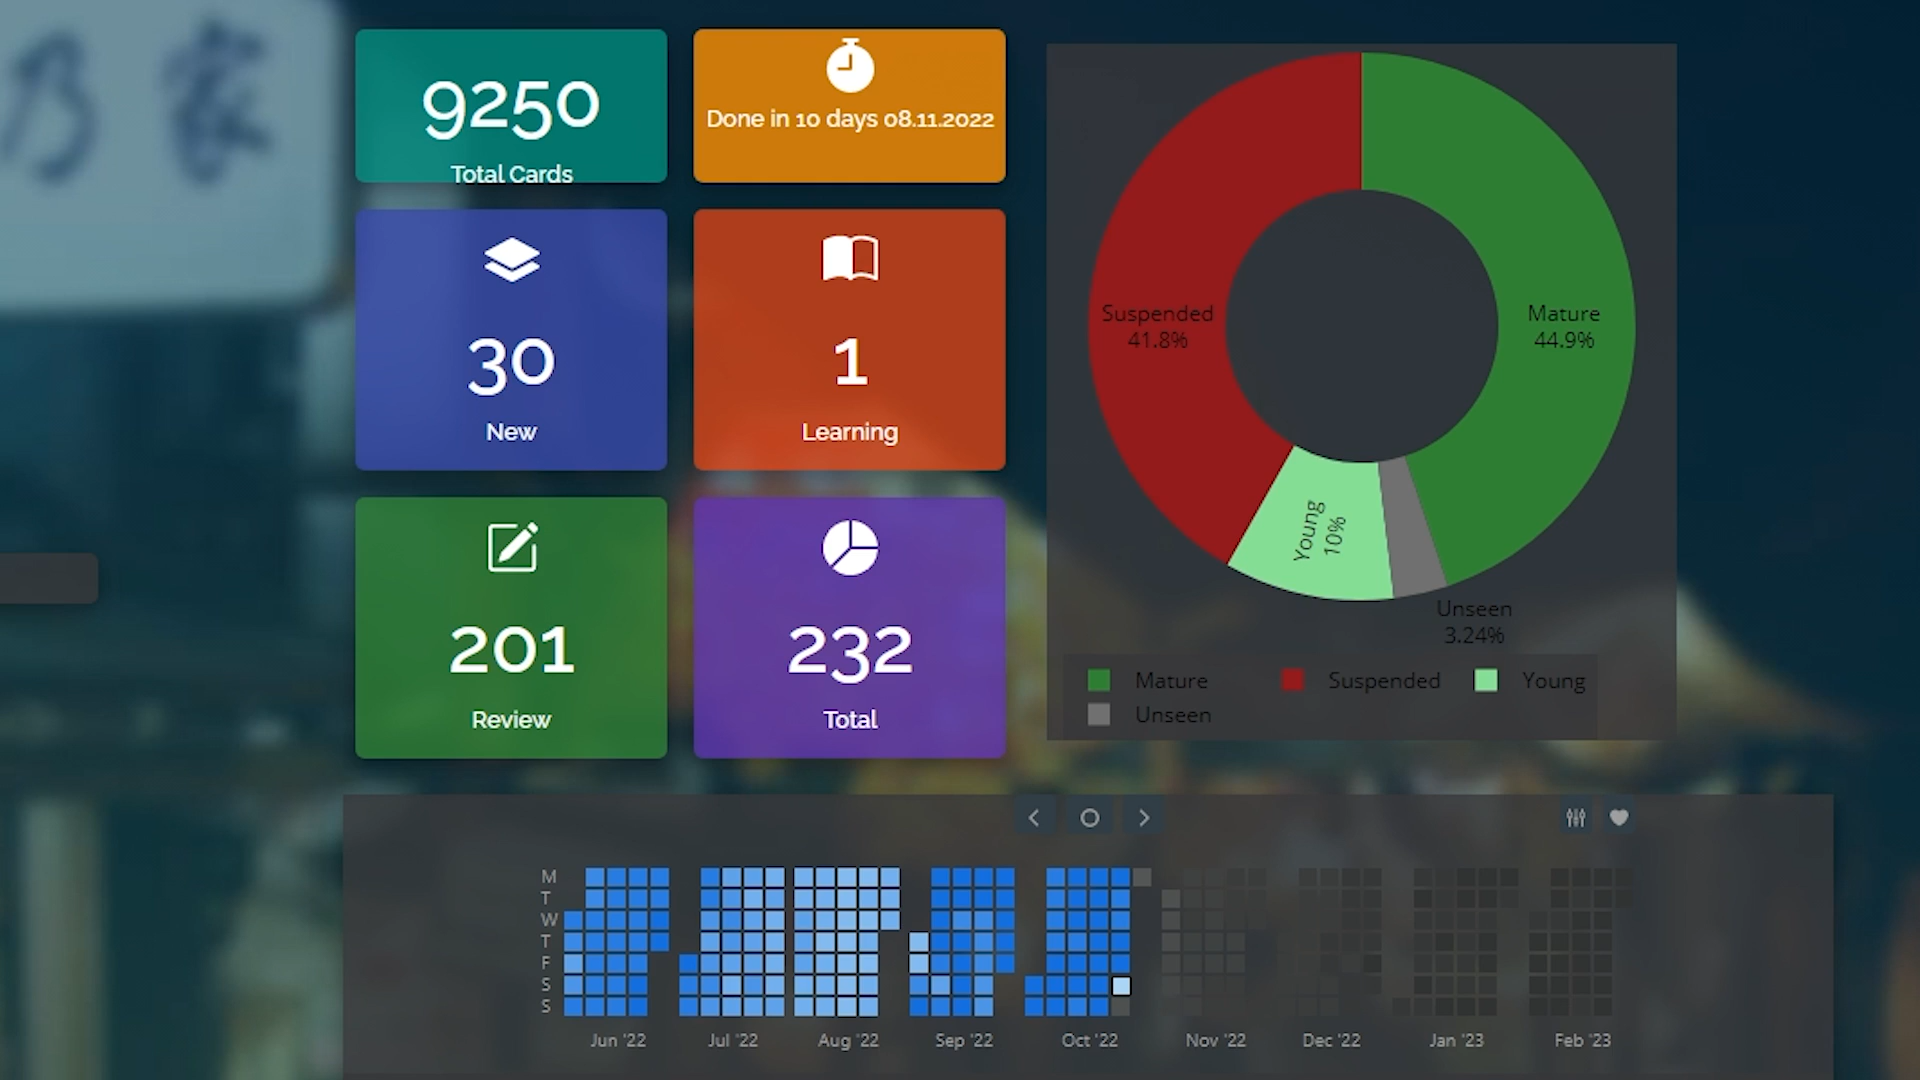 乃 家
9250
Total Cards
Done in 10 days 08.11.2022
30
New
1
Learning
201
Review
232
Total
Suspended
41.8%
Mature
44.9%
Young
10%
Unseen
3.24%
Mature Suspended Young
Unseen
M
T
W
T
F
S
S
Jun '22 Jul '22 Aug '22 Sep '22 Oct '22 Nov '22 Dec '22 Jan '23 Feb '23